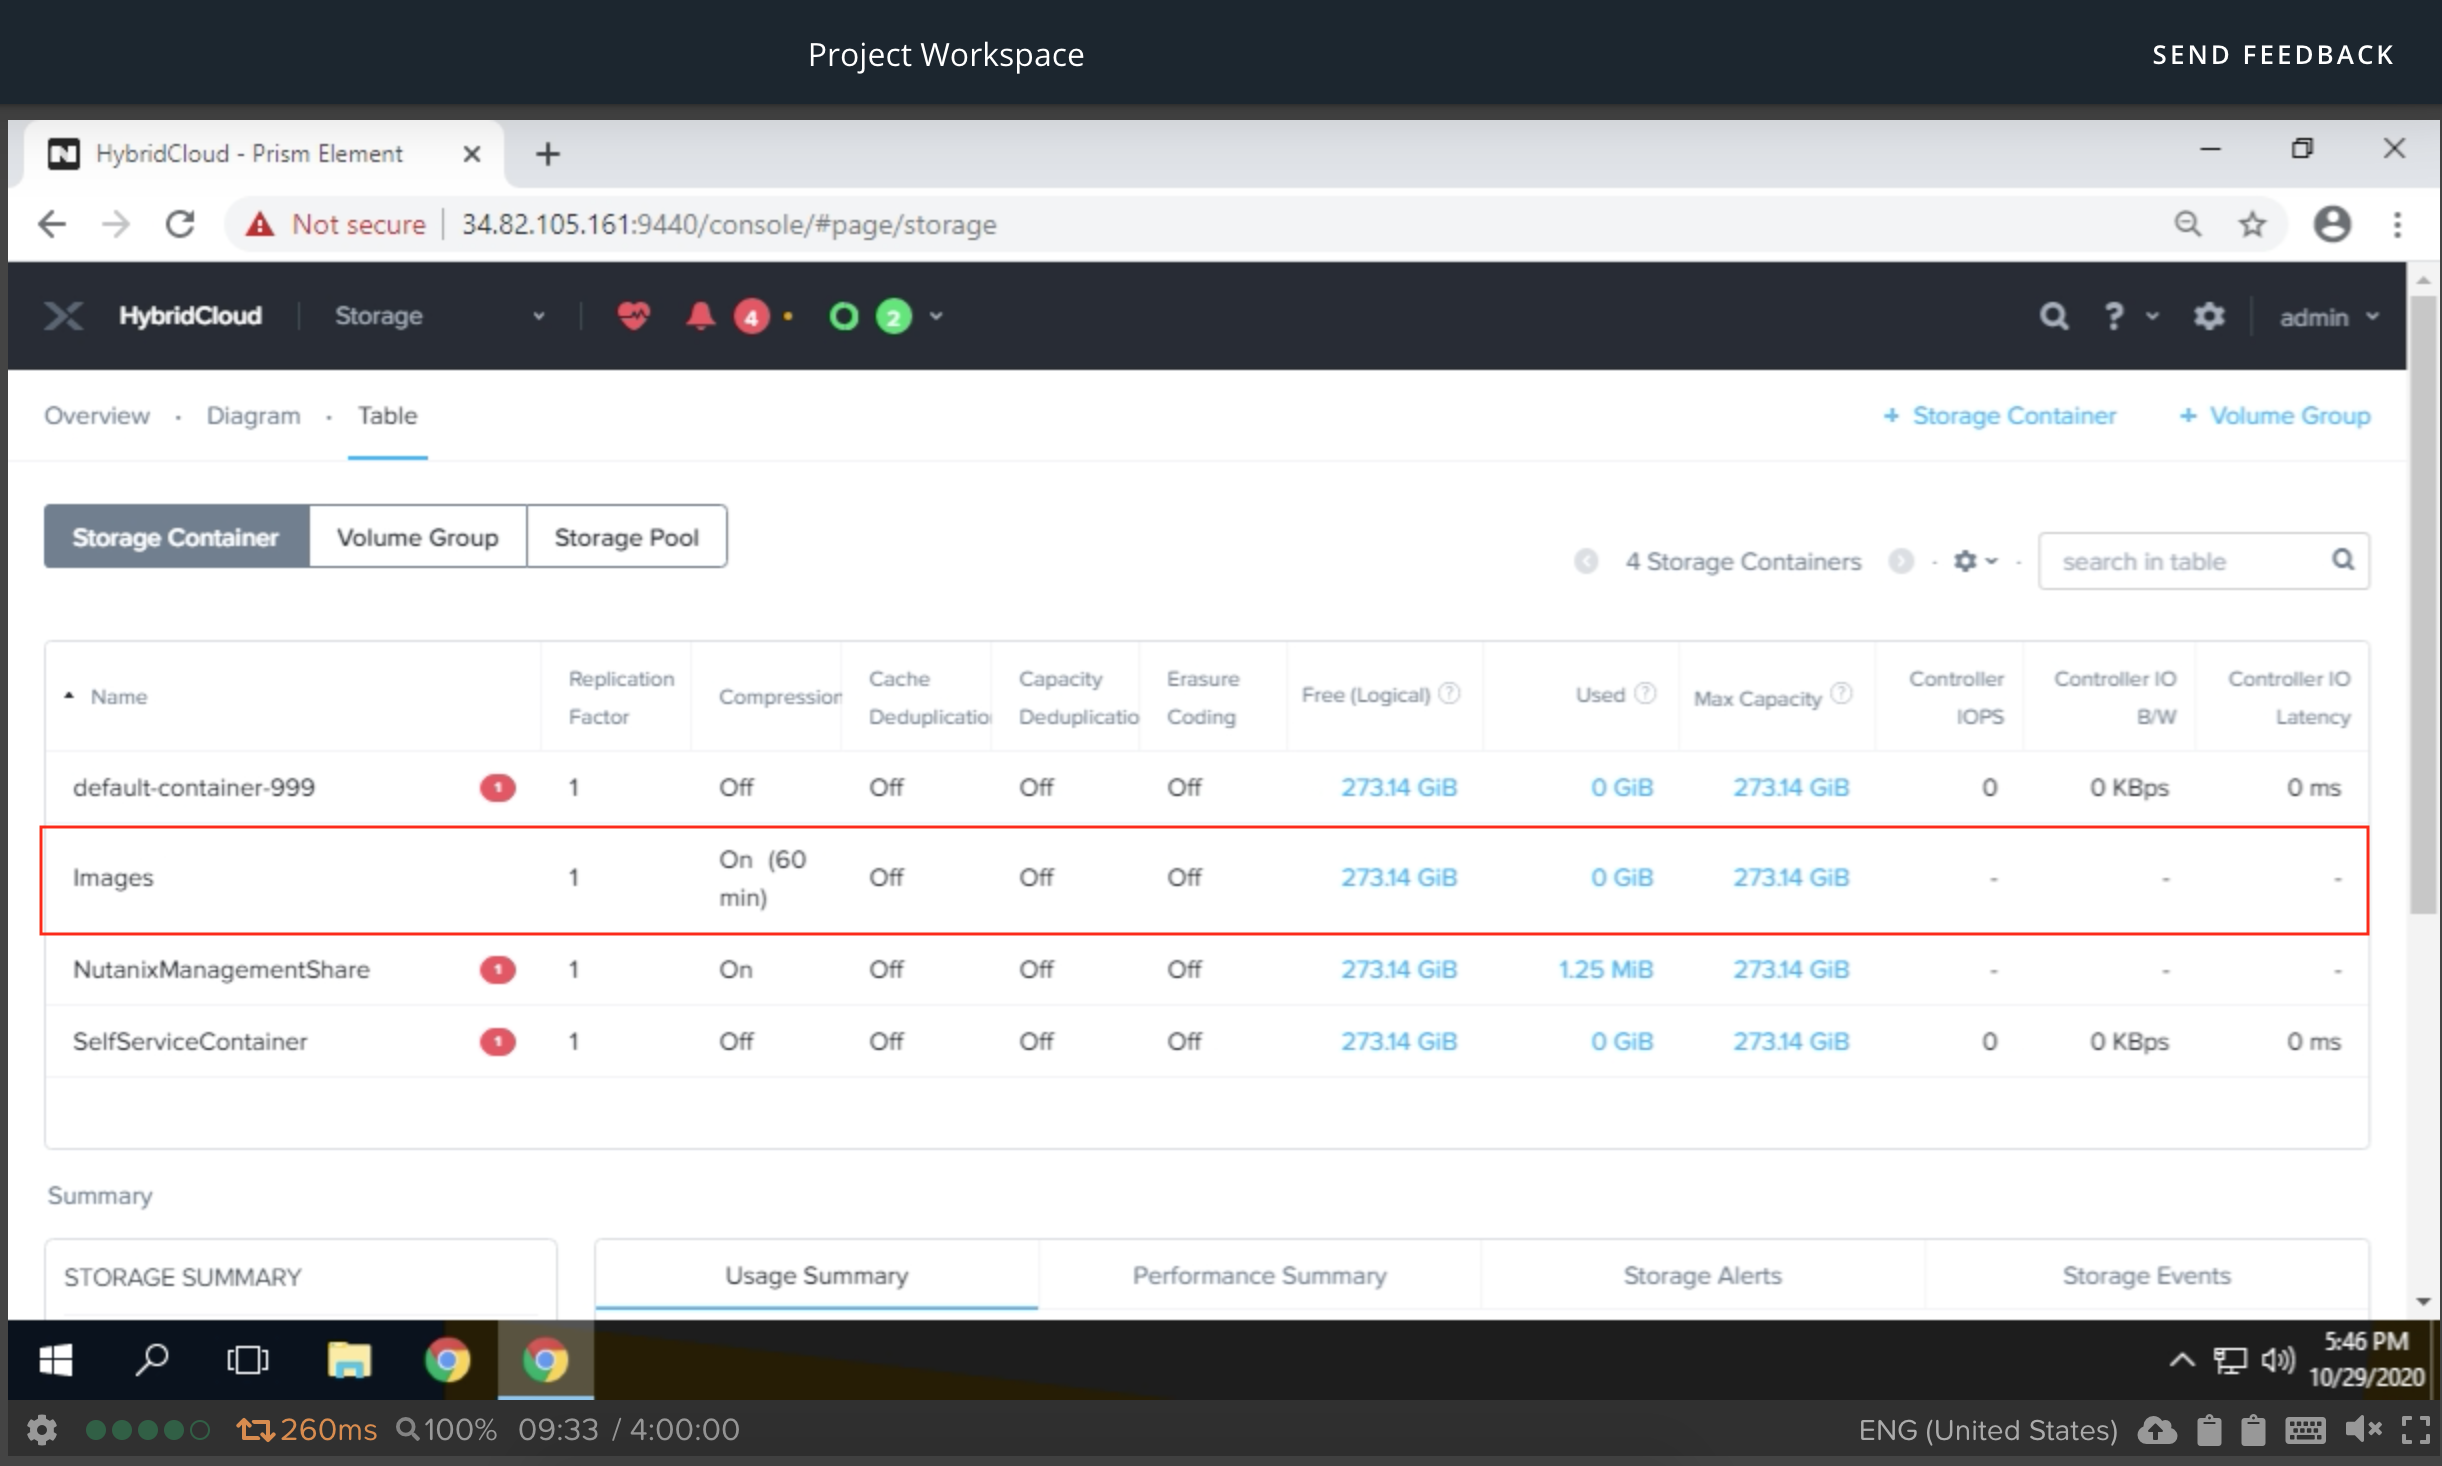 Project Workspace
SEND FEEDBACK
HybridCloud - Prism Element
Not secure
34.82.105.161:9440/console/#page/storage
HybridCloud
Storage
4
2
?
admin
Overview · Diagram · Table
+ Storage Container
+ Volume Group
Storage Container
Volume Group
Storage Pool
4 Storage Containers
search in table
Name
Replication
Factor
Compression
Cache
Deduplicatio
Capacity
Deduplicatio
Erasure
Coding
Free (Logical) ?
Used ?
Max Capacity ?
Controller
IOPS
Controller IO
B/W
Controller IO
Latency
default-container-999 1 1 Off Off Off Off 273.14 GiB 0 GiB 273.14 GiB 0 0 KBps 0 ms
Images 1 On (60
min) Off Off Off 273.14 GiB 0 GiB 273.14 GiB - - -
NutanixManagementShare 1 1 On Off Off Off 273.14 GiB 1.25 MiB 273.14 GiB - - -
SelfServiceContainer 1 1 Off Off Off Off 273.14 GiB 0 GiB 273.14 GiB 0 0 KBps 0 ms
Summary
STORAGE SUMMARY
Usage Summary
Performance Summary
Storage Alerts
Storage Events
5:46 PM
10/29/2020
260ms
100%
09:33 / 4:00:00
ENG (United States)